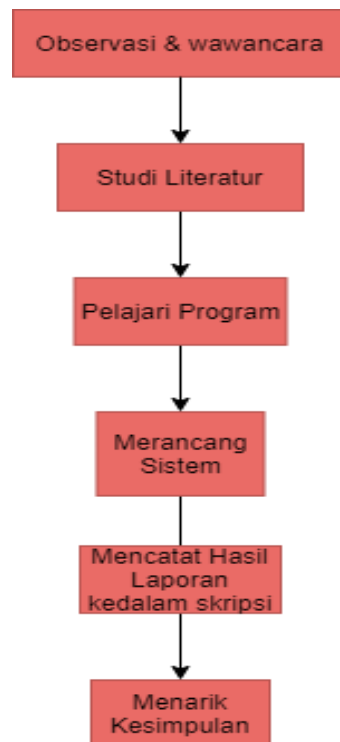 Observasi & wawancara
Studi Literatur
Pelajari Program
Merancang
Sistem
Mencatat Hasil
Laporan
kedalam skripsi
Menarik
Kesimpulan